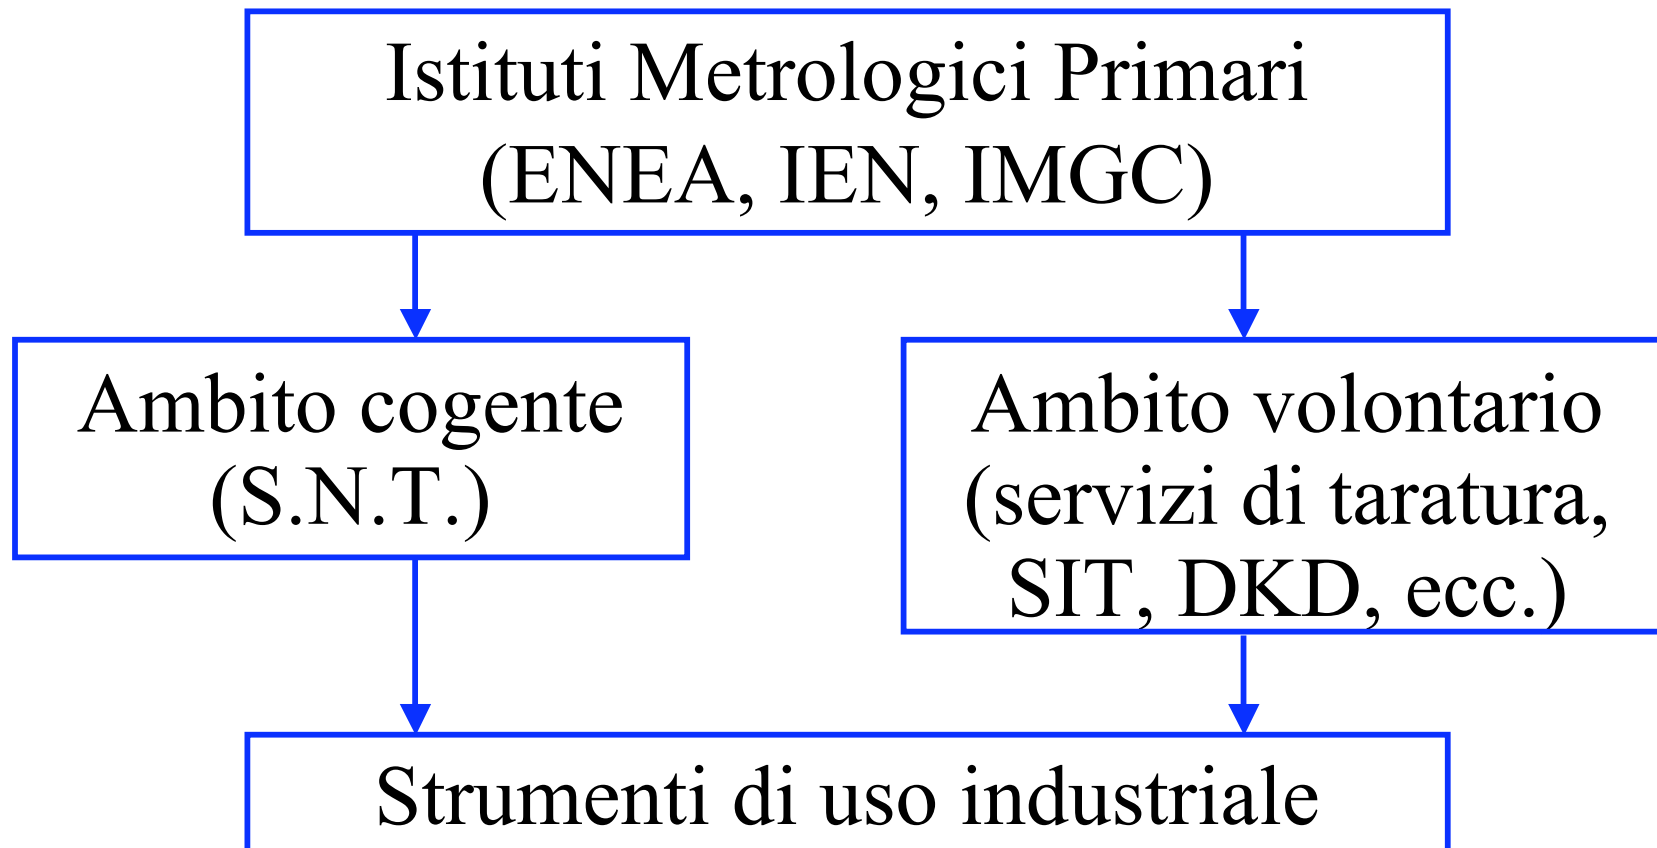 Istituti Metrologici Primari
(ENEA, IEN, IMGC)
Ambito cogente
(S.N.T.)
Ambito volontario
(servizi di taratura,
SIT, DKD, ecc.)
Strumenti di uso industriale